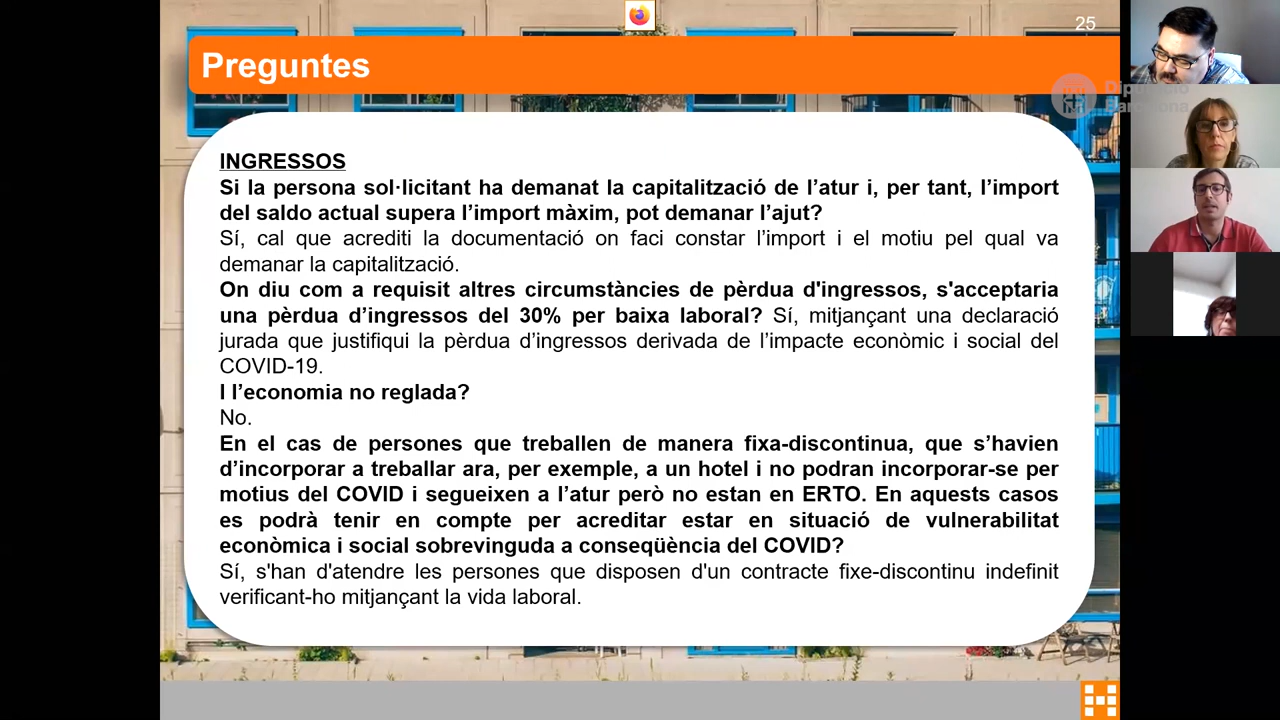 25
Preguntes
Diputació
Barcelona
INGRESSOS
Si la persona sol·licitant ha demanat la capitalització de l’atur i, per tant, l’import
del saldo actual supera l’import màxim, pot demanar l’ajut?
Sí, cal que acrediti la documentació on faci constar l’import i el motiu pel qual va
demanar la capitalització.
On diu com a requisit altres circumstàncies de pèrdua d'ingressos, s'acceptaria
una pèrdua d’ingressos del 30% per baixa laboral? Sí, mitjançant una declaració
jurada que justifiqui la pèrdua d’ingressos derivada de l’impacte econòmic i social del
COVID-19.
I l’economia no reglada?
No.
En el cas de persones que treballen de manera fixa-discontinua, que s’havien
d’incorporar a treballar ara, per exemple, a un hotel i no podran incorporar-se per
motius del COVID i segueixen a l’atur però no estan en ERTO. En aquests casos
es podrà tenir en compte per acreditar estar en situació de vulnerabilitat
econòmica i social sobrevinguda a conseqüència del COVID?
Sí, s'han d'atendre les persones que disposen d'un contracte fixe-discontinu indefinit
verificant-ho mitjançant la vida laboral.